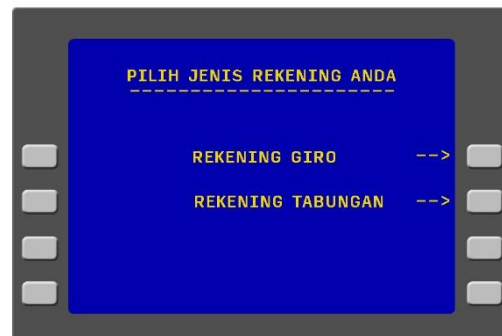 PILIH JENIS REKENING ANDA
----------------------
REKENING GIRO -->
REKENING TABUNGAN -->